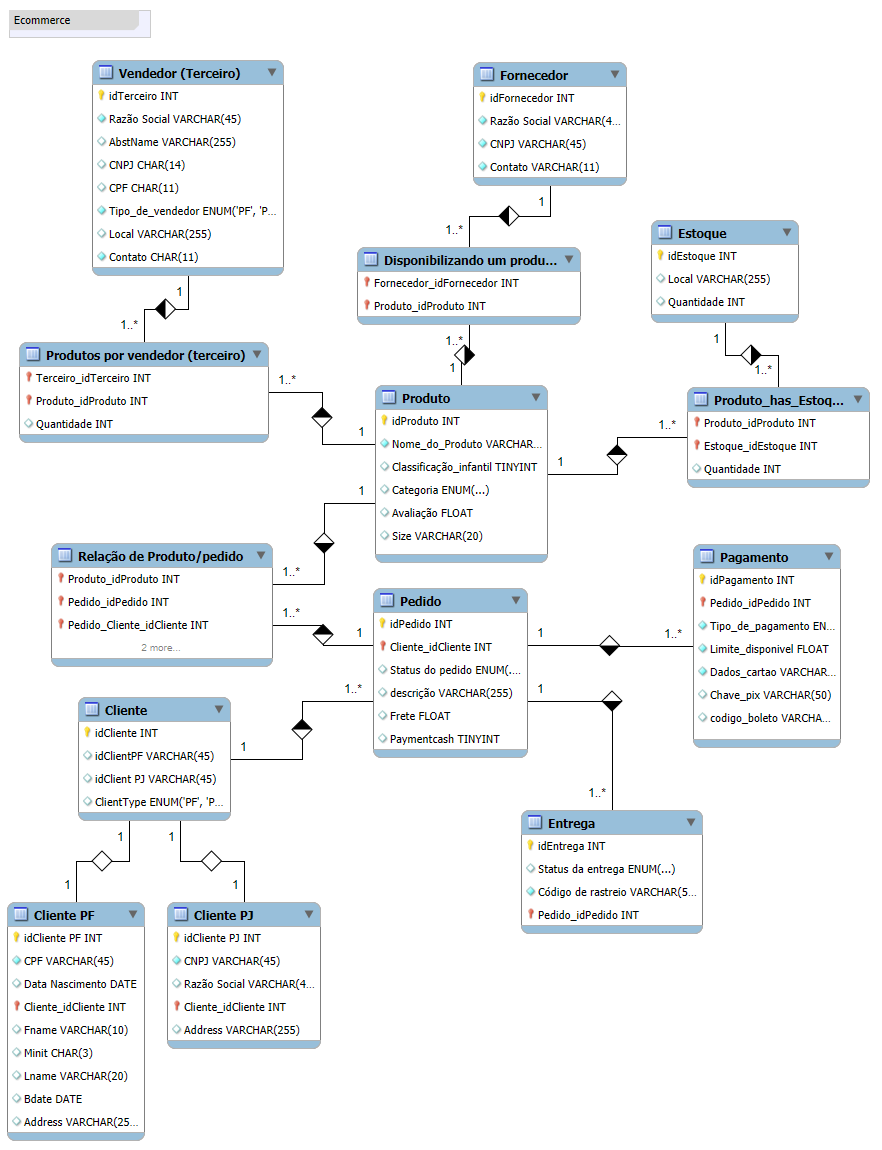 Ecommerce
Vendedor (Terceiro)
idTerceiro INT
Razão Social VARCHAR(45)
AbstName VARCHAR(255)
CNPJ CHAR(14)
CPF CHAR(11)
Tipo_de_vendedor ENUM('PF', 'P...
Local VARCHAR(255)
Contato CHAR(11)
Fornecedor
idFornecedor INT
Razão Social VARCHAR(4...
CNPJ VARCHAR(45)
Contato VARCHAR(11)
1
1..*
1
1..*
Disponibilizando um produ...
Fornecedor_idFornecedor INT
Produto_idProduto INT
Estoque
idEstoque INT
Local VARCHAR(255)
Quantidade INT
1..*
1
1
1..*
Produtos por vendedor (terceiro)
Terceiro_idTerceiro INT
Produto_idProduto INT
Quantidade INT
1..*
1
Produto
idProduto INT
Nome_do_Produto VARCHAR...
Classificação_infantil TINYINT
Categoria ENUM(...)
Avaliação FLOAT
Size VARCHAR(20)
1
1..*
Produto_has_Estoq...
Produto_idProduto INT
Estoque_idEstoque INT
Quantidade INT
1
1..*
Relação de Produto/pedido
Produto_idProduto INT
Pedido_idPedido INT
Pedido_Cliente_idCliente INT
2 more...
1..*
1
Pedido
idPedido INT
Cliente_idCliente INT
Status do pedido ENUM(...
descrição VARCHAR(255)
Frete FLOAT
Paymentcash TINYINT
1
1..*
Pagamento
idPagamento INT
Pedido_idPedido INT
Tipo_de_pagamento EN...
Limite_disponivel FLOAT
Dados_cartao VARCHAR...
Chave_pix VARCHAR(50)
codigo_boleto VARCHA...
1
1..*
1..*
1
Cliente
idCliente INT
idClientPF VARCHAR(45)
idClient PJ VARCHAR(45)
ClientType ENUM('PF', 'P...
Entrega
idEntrega INT
Status da entrega ENUM(...)
Código de rastreio VARCHAR(5...
Pedido_idPedido INT
1
1
1
1
Cliente PF
idCliente PF INT
CPF VARCHAR(45)
Data Nascimento DATE
Cliente_idCliente INT
Fname VARCHAR(10)
Minit CHAR(3)
Lname VARCHAR(20)
Bdate DATE
Address VARCHAR(25...
Cliente PJ
idCliente PJ INT
CNPJ VARCHAR(45)
Razão Social VARCHAR(4...
Cliente_idCliente INT
Address VARCHAR(255)